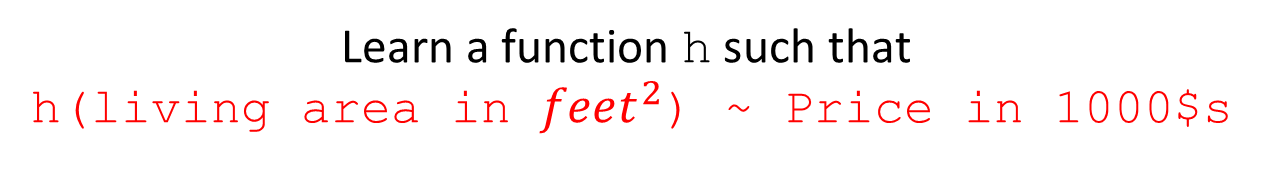 Learn a function h such that
h(living area in feet²) ~ Price in 1000$s